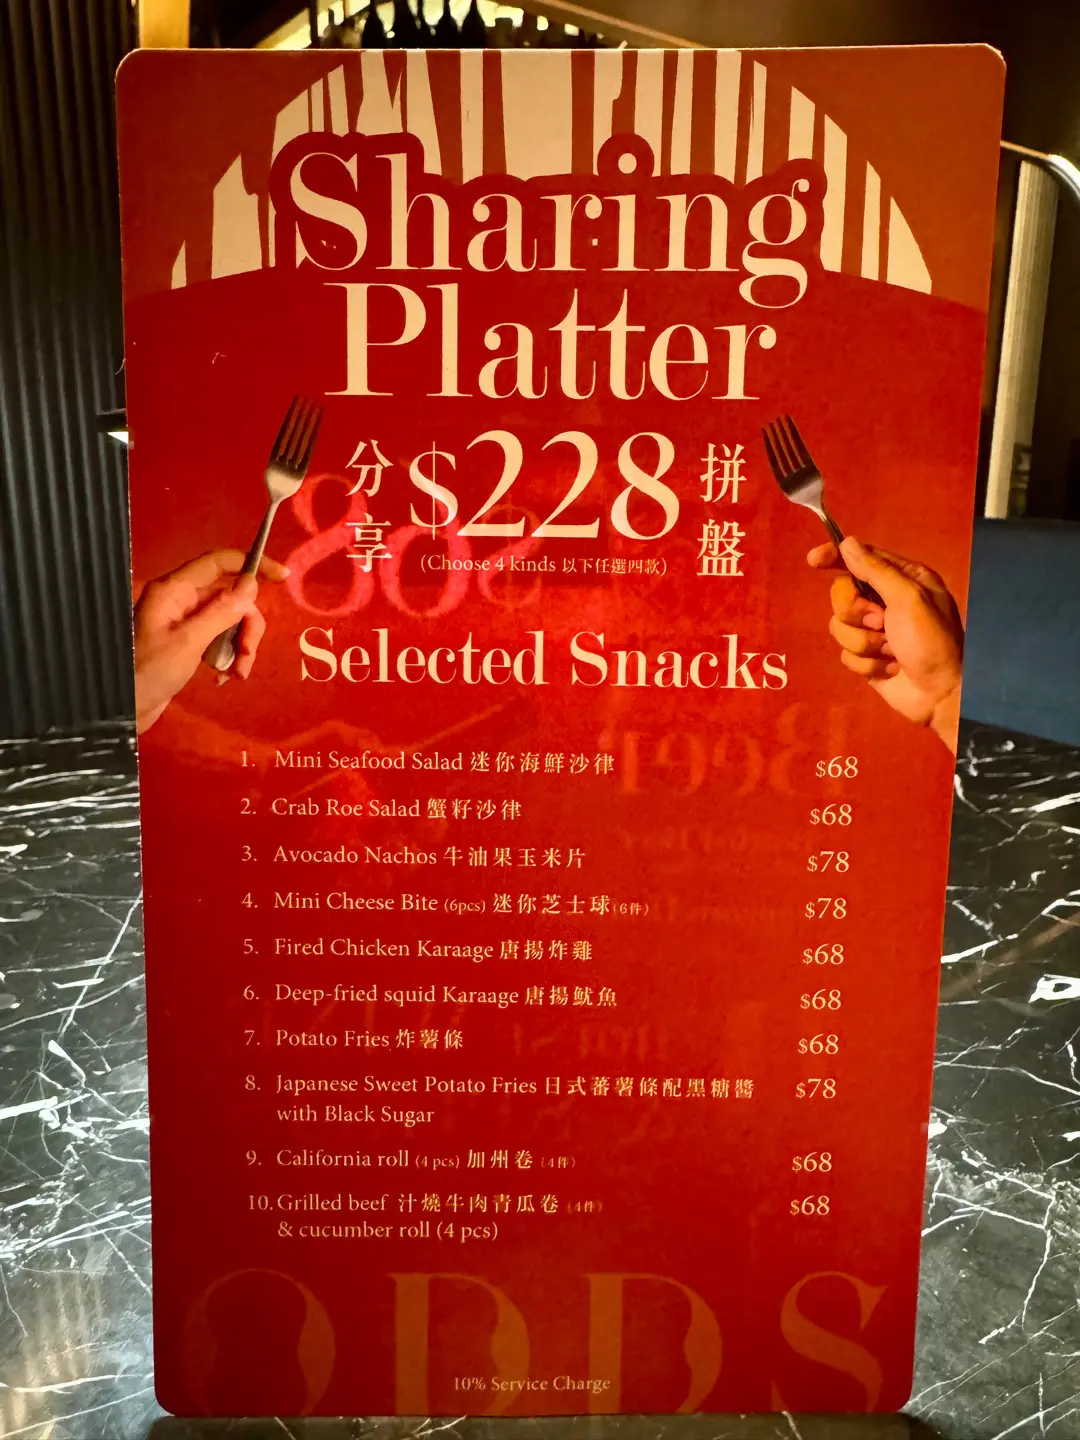 Sharing
Platter
分享 $228 拼盤
(Choose 4 kinds 以下任選四款)
Selected Snacks
1. Mini Seafood Salad 迷你海鮮沙律 $68
2. Crab Roe Salad 蟹籽沙律 $68
3. Avocado Nachos 牛油果玉米片 $78
4. Mini Cheese Bite (6pcs) 迷你芝士球(6件) $78
5. Fired Chicken Karaage 唐揚炸雞 $68
6. Deep-fried squid Karaage 唐揚魷魚 $68
7. Potato Fries 炸薯條 $68
8. Japanese Sweet Potato Fries 日式蕃薯條配黑糖醬 $78
with Black Sugar
9. California roll (4 pcs) 加州卷 (4件) $68
10. Grilled beef 汁燒牛肉青瓜卷 (4件) $68
& cucumber roll (4 pcs)
ODDS
10% Service Charge